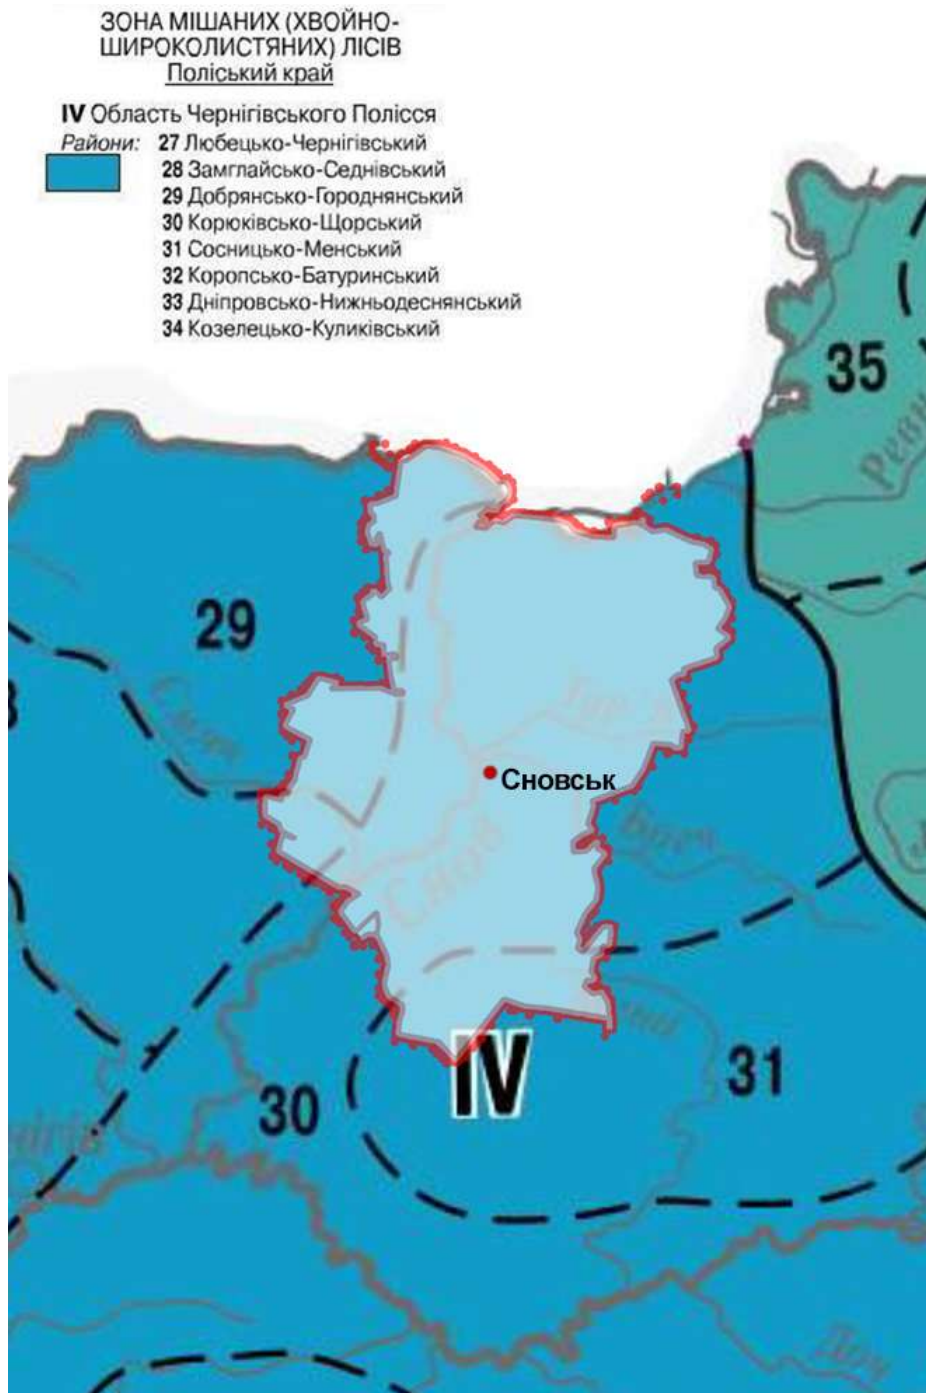 ЗОНА МІШАНИХ (ХВОЙНО-
ШИРОКОЛИСТЯНИХ) ЛІСІВ
Поліський край
IV Область Чернігівського Полісся
Райони: 27 Любецько-Чернігівський
28 Замглайсько-Седнівський
29 Добрянсько-Городнянський
30 Корюківсько-Щорський
31 Сосницько-Менський
32 Коропсько-Батуринський
33 Дніпровсько-Нижньодеснянський
34 Козелецько-Куликівський
35
29
Сновськ
Снов
IV
31
30
Доч